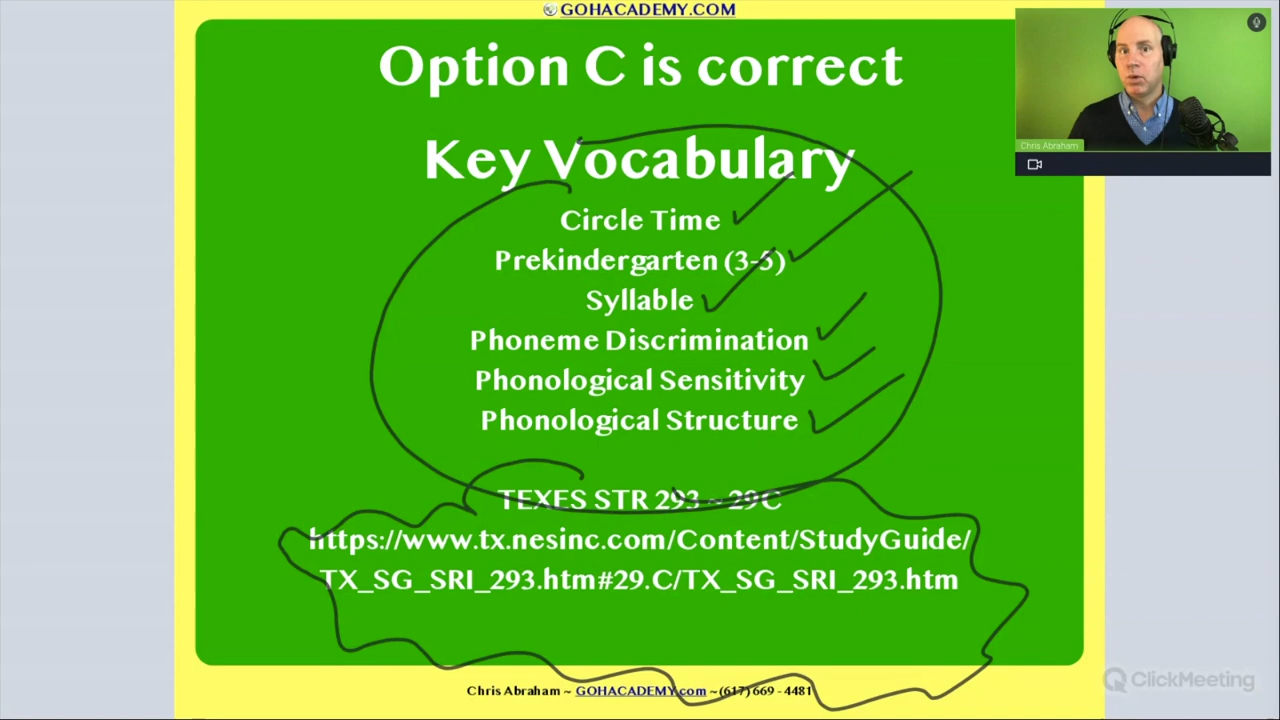 GOHACADEMY.COM
Option C is correct
Key Vocabulary
Circle Time
Prekindergarten (3-6)
Syllable
Phoneme Discrimination
Phonological Sensitivity
Phonological Structure
TEXES STR 293 ~ 29C
https://www.tx.nesinc.com/Content/StudyGuide/
TX_SG_SRI_293.htm#29.C/TX_SG_SRI_293.htm
Chris Abraham ~ GOHACADEMY.com ~(617) 669 - 4481
Chris Abraham
ClickMeeting